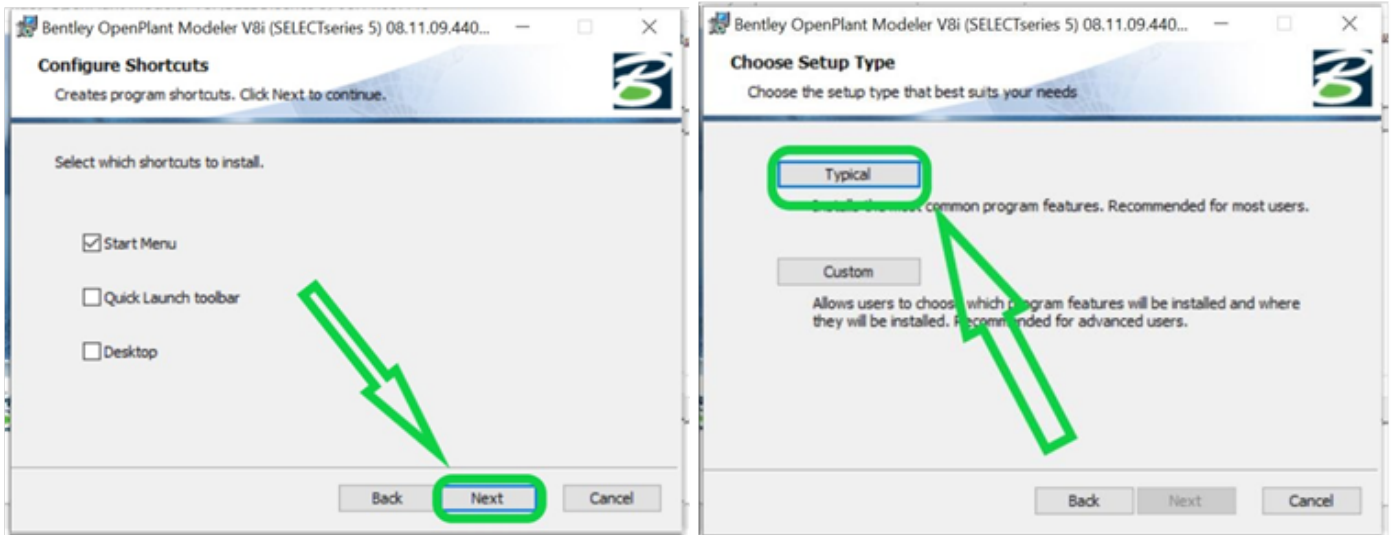 Bentley OpenPlant Modeler V8i (SELECTseries 5) 08.11.09.440...
Configure Shortcuts
Creates program shortcuts. Click Next to continue.
Select which shortcuts to install.
Start Menu
Quick Launch toolbar
Desktop
Back Next Cancel
Bentley OpenPlant Modeler V8i (SELECTseries 5) 08.11.09.440...
Choose Setup Type
Choose the setup type that best suits your needs
Typical
most common program features. Recommended for most users.
Custom
Allows users to choose which program features will be installed and where
they will be installed. Recommended for advanced users.
Back Next Cancel